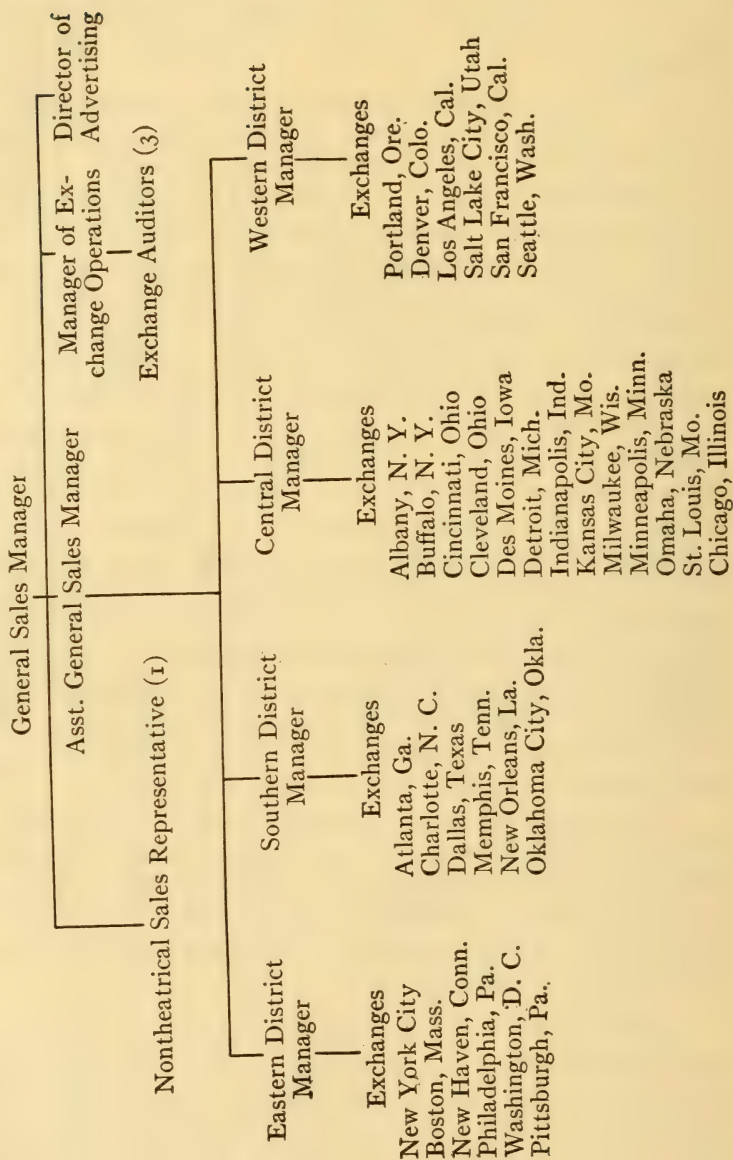 General Sales Manager
Nontheatrical Sales Representative (1)
Asst. General Sales Manager
Manager of Ex-
change Operations
Exchange Auditors (3)
Director of
Advertising
Eastern District
Manager
Exchanges
New York City
Boston, Mass.
New Haven, Conn.
Philadelphia, Pa.
Washington, D. C.
Pittsburgh, Pa.
Southern District
Manager
Exchanges
Atlanta, Ga.
Charlotte, N. C.
Dallas, Texas
Memphis, Tenn.
New Orleans, La.
Oklahoma City, Okla.
Central District
Manager
Exchanges
Albany, N. Y.
Buffalo, N. Y.
Cincinnati, Ohio
Cleveland, Ohio
Des Moines, Iowa
Detroit, Mich.
Indianapolis, Ind.
Kansas City, Mo.
Milwaukee, Wis.
Minneapolis, Minn.
Omaha, Nebraska
St. Louis, Mo.
Chicago, Illinois
Western District
Manager
Exchanges
Portland, Ore.
Denver, Colo.
Los Angeles, Cal.
Salt Lake City, Utah
San Francisco, Cal.
Seattle, Wash.